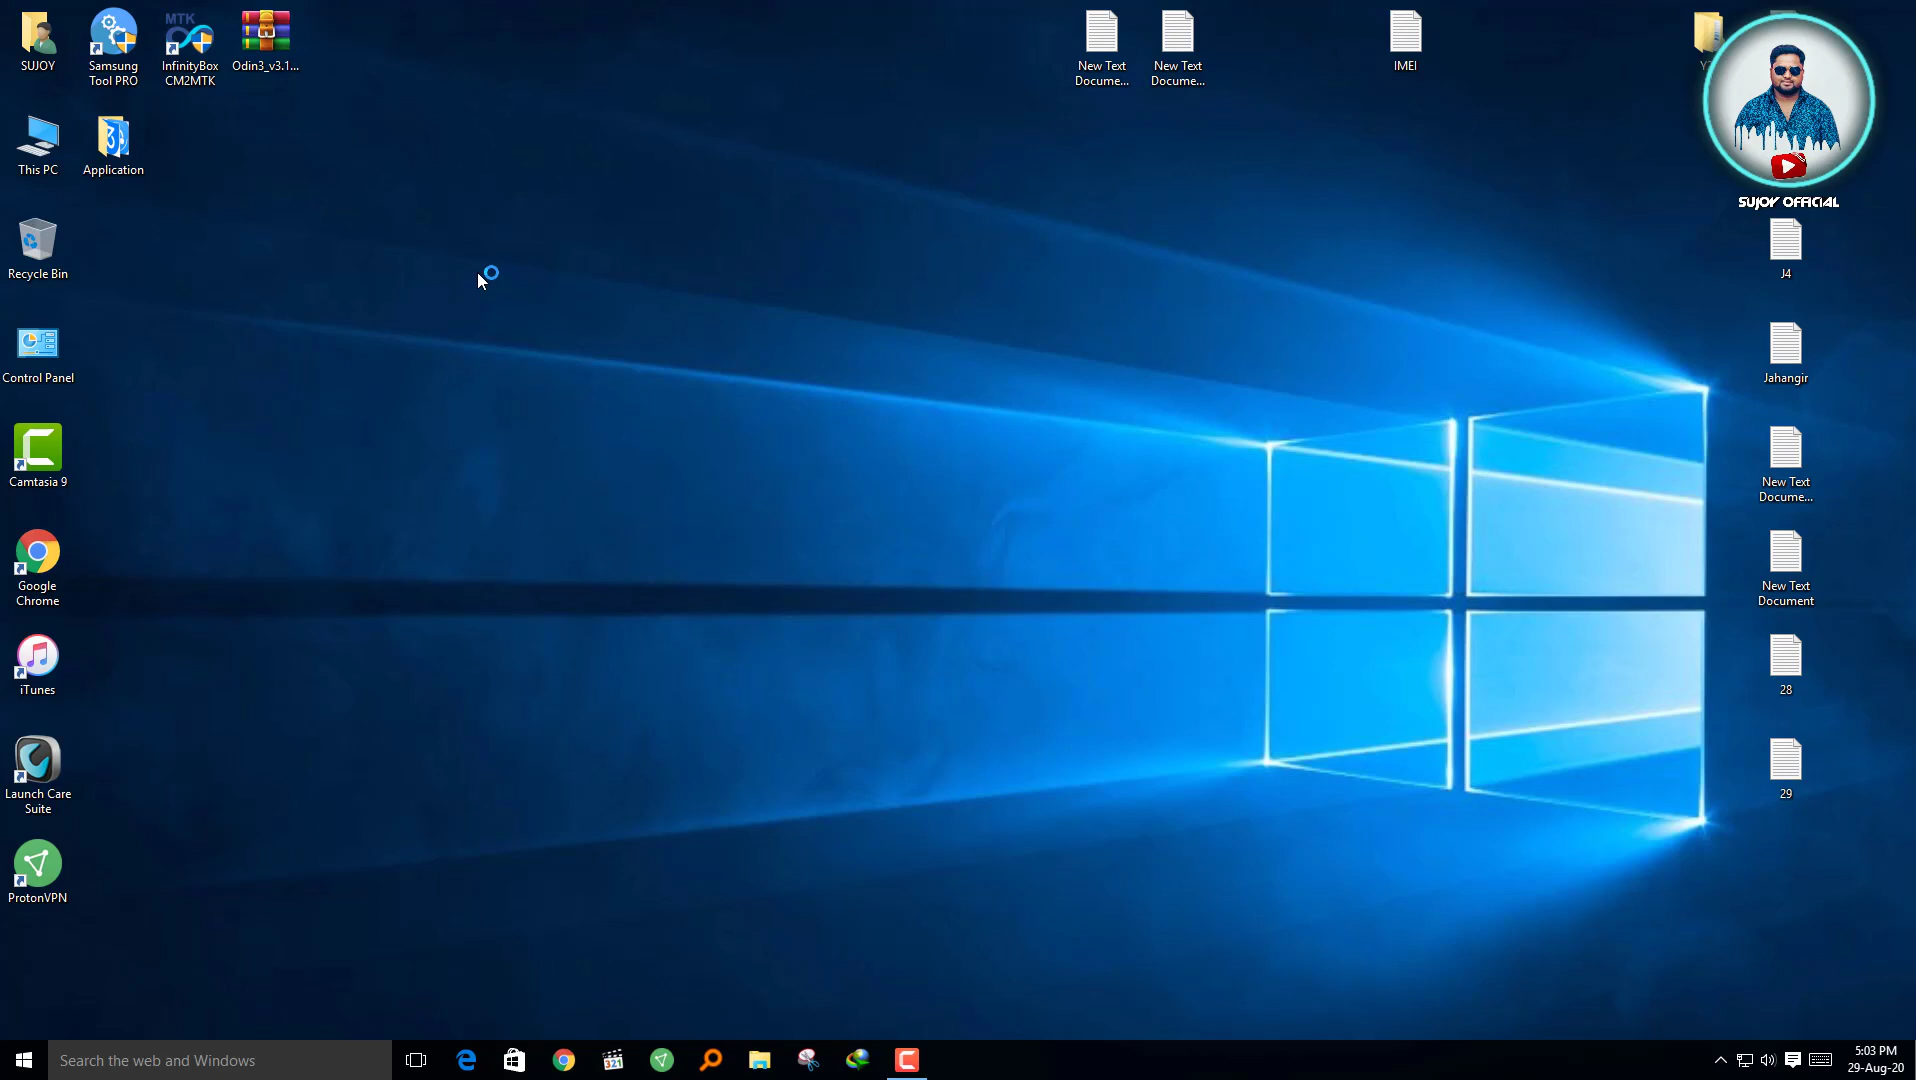 SUJOY
Samsung
Tool PRO
MTK
InfinityBox
CM2MTK
Odin3_v3.1...
New Text
Docume...
New Text
Docume...
IMEI
SUJOY OFFICIAL
This PC
Application
Recycle Bin
J4
Control Panel
Jahangir
Camtasia 9
New Text
Docume...
Google
Chrome
New Text
Document
iTunes
28
Launch Care
Suite
29
ProtonVPN
Search the web and Windows
321
5:03 PM
29-Aug-20